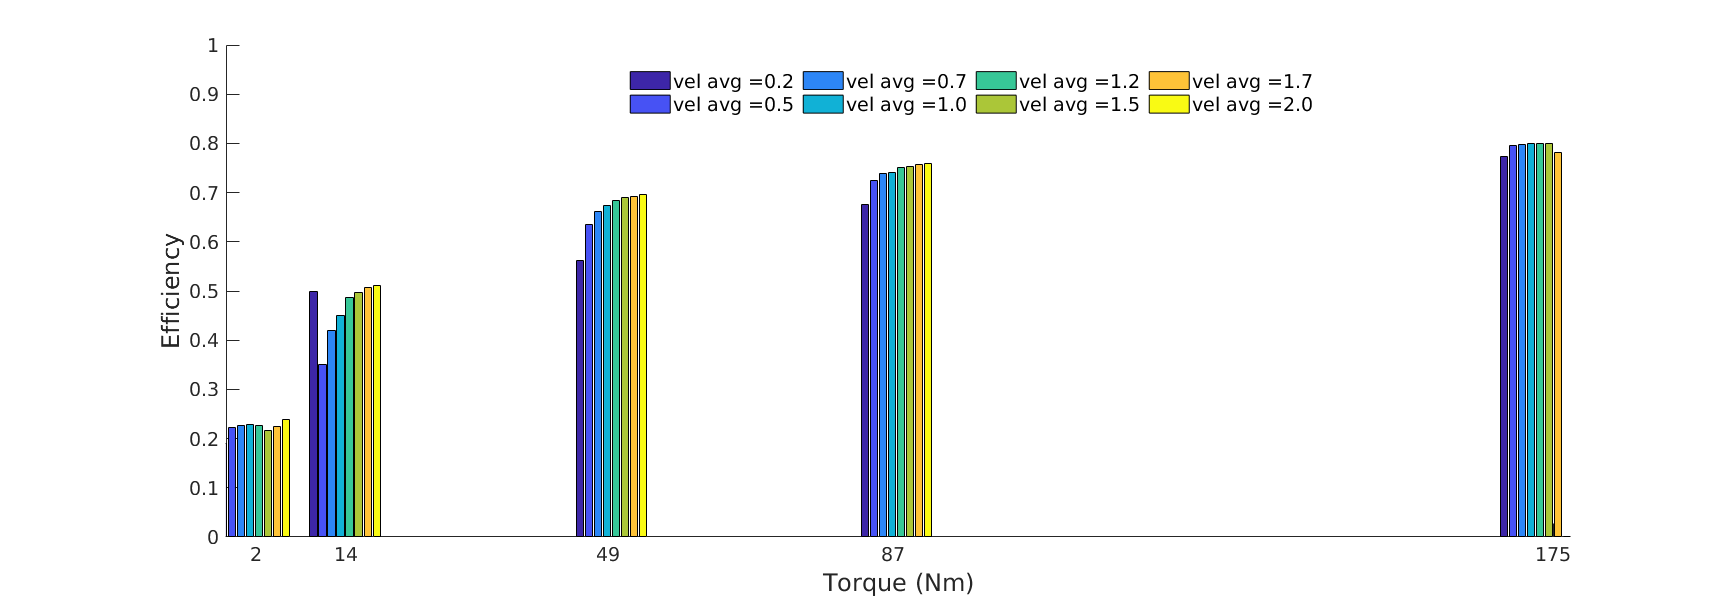 1
0.9
0.8
0.7
0.6
0.5
0.4
0.3
0.2
0.1
0
Efficiency
vel avg =0.2 vel avg =0.7 vel avg =1.2 vel avg =1.7
vel avg =0.5 vel avg =1.0 vel avg =1.5 vel avg =2.0
2 14 49 87 175
Torque (Nm)